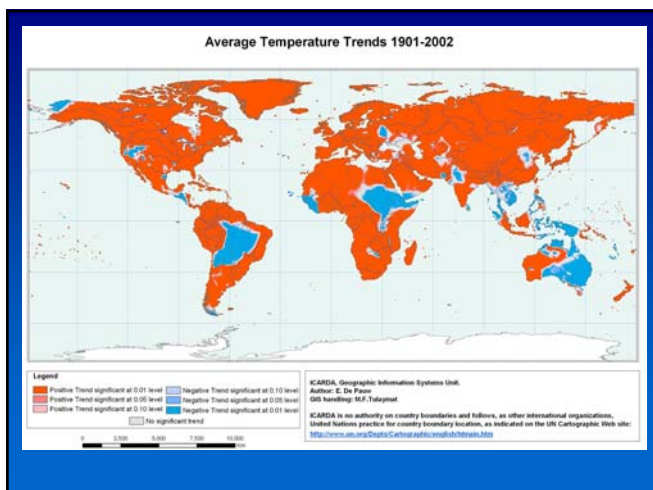 Average Temperature Trends 1901-2002
Legend
Positive Trend significant at 0.01 level
Positive Trend significant at 0.05 level
Positive Trend significant at 0.10 level
Negative Trend significant at 0.10 level
Negative Trend significant at 0.05 level
Negative Trend significant at 0.01 level
No significant trend
0 2,500 5,000 10,000
ICARDA, Geographic Information Systems Unit.
Author: E. De Pauw
GIS handling: M.F.Tulaymat
ICARDA is no authority on country boundaries and follows, as other international organizations,
United Nations practice for country boundary location, as indicated on the UN Cartographic Web site:
http://www.un.org/Depts/Cartographic/english/htmain.htm